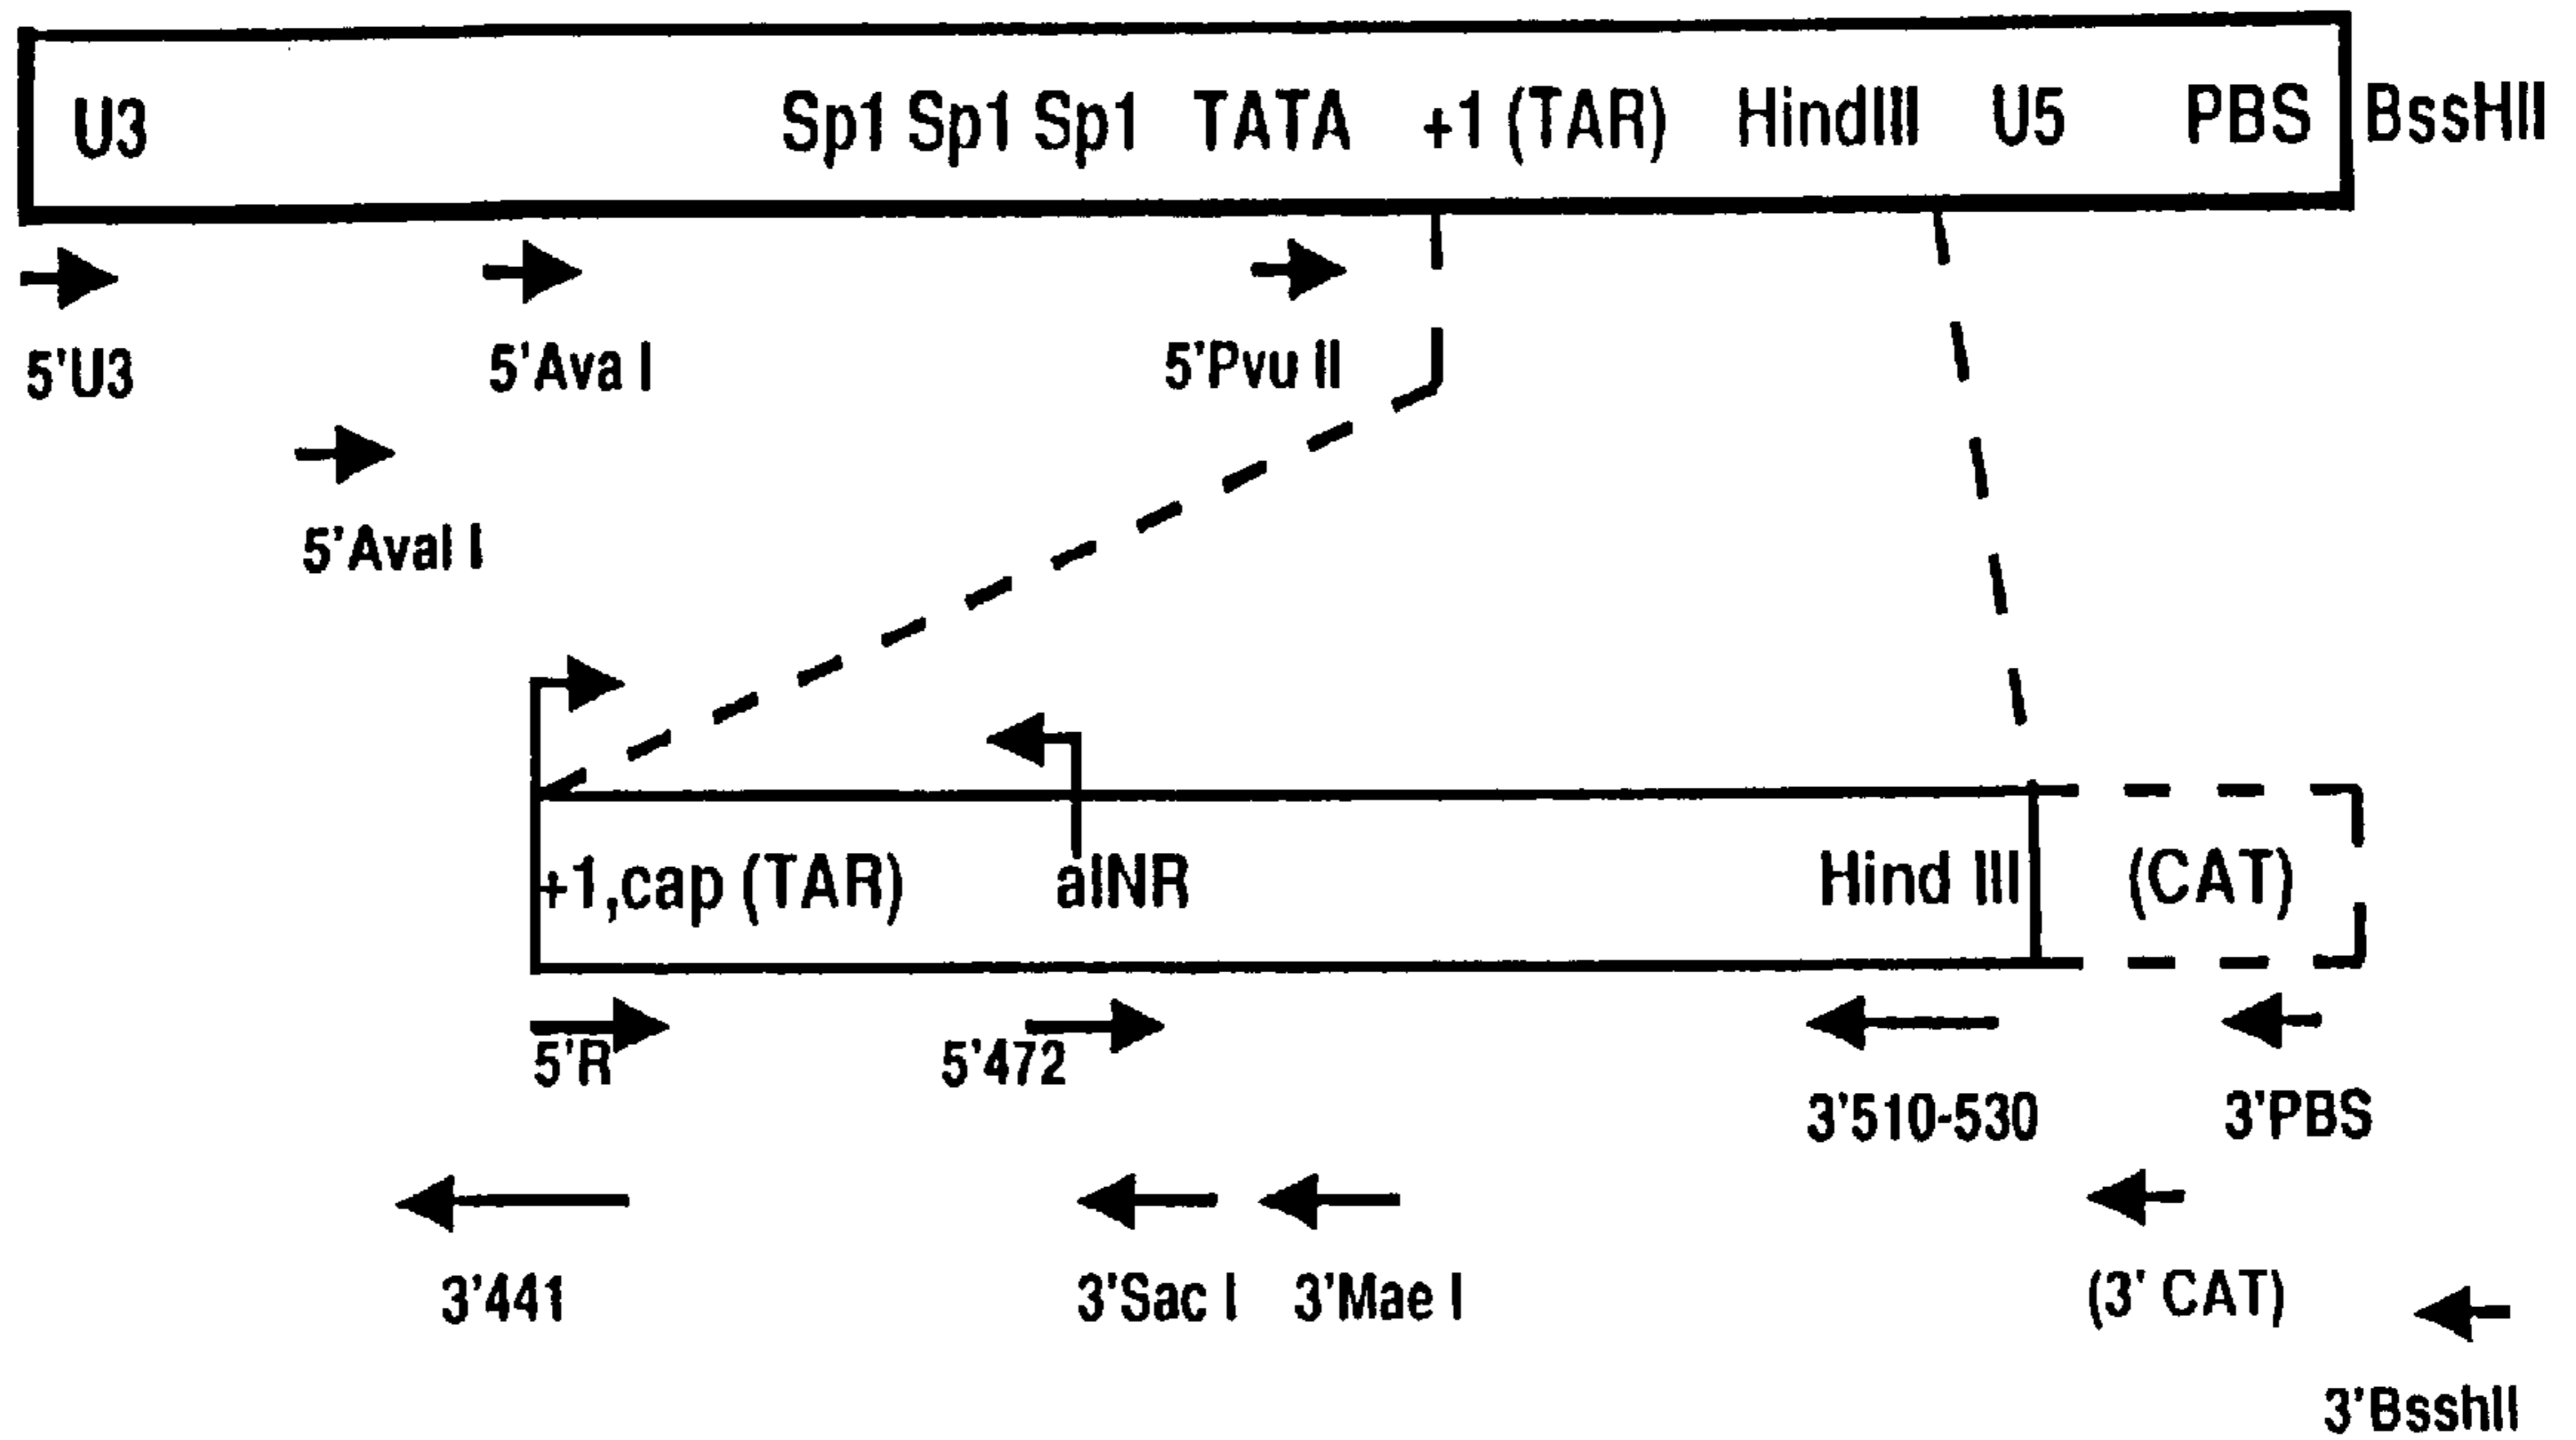 U3 Sp1 Sp1 Sp1 TATA +1 (TAR) HindIII U5 PBS BssHII
5'U3 5'Ava I 5'Pvu II
5'Aval I
+1,cap (TAR) aINR Hind III (CAT)
5'R 5'472
3'510-530 3'PBS
3'441 3'Sac I 3'Mae I (3' CAT)
3'BsshII